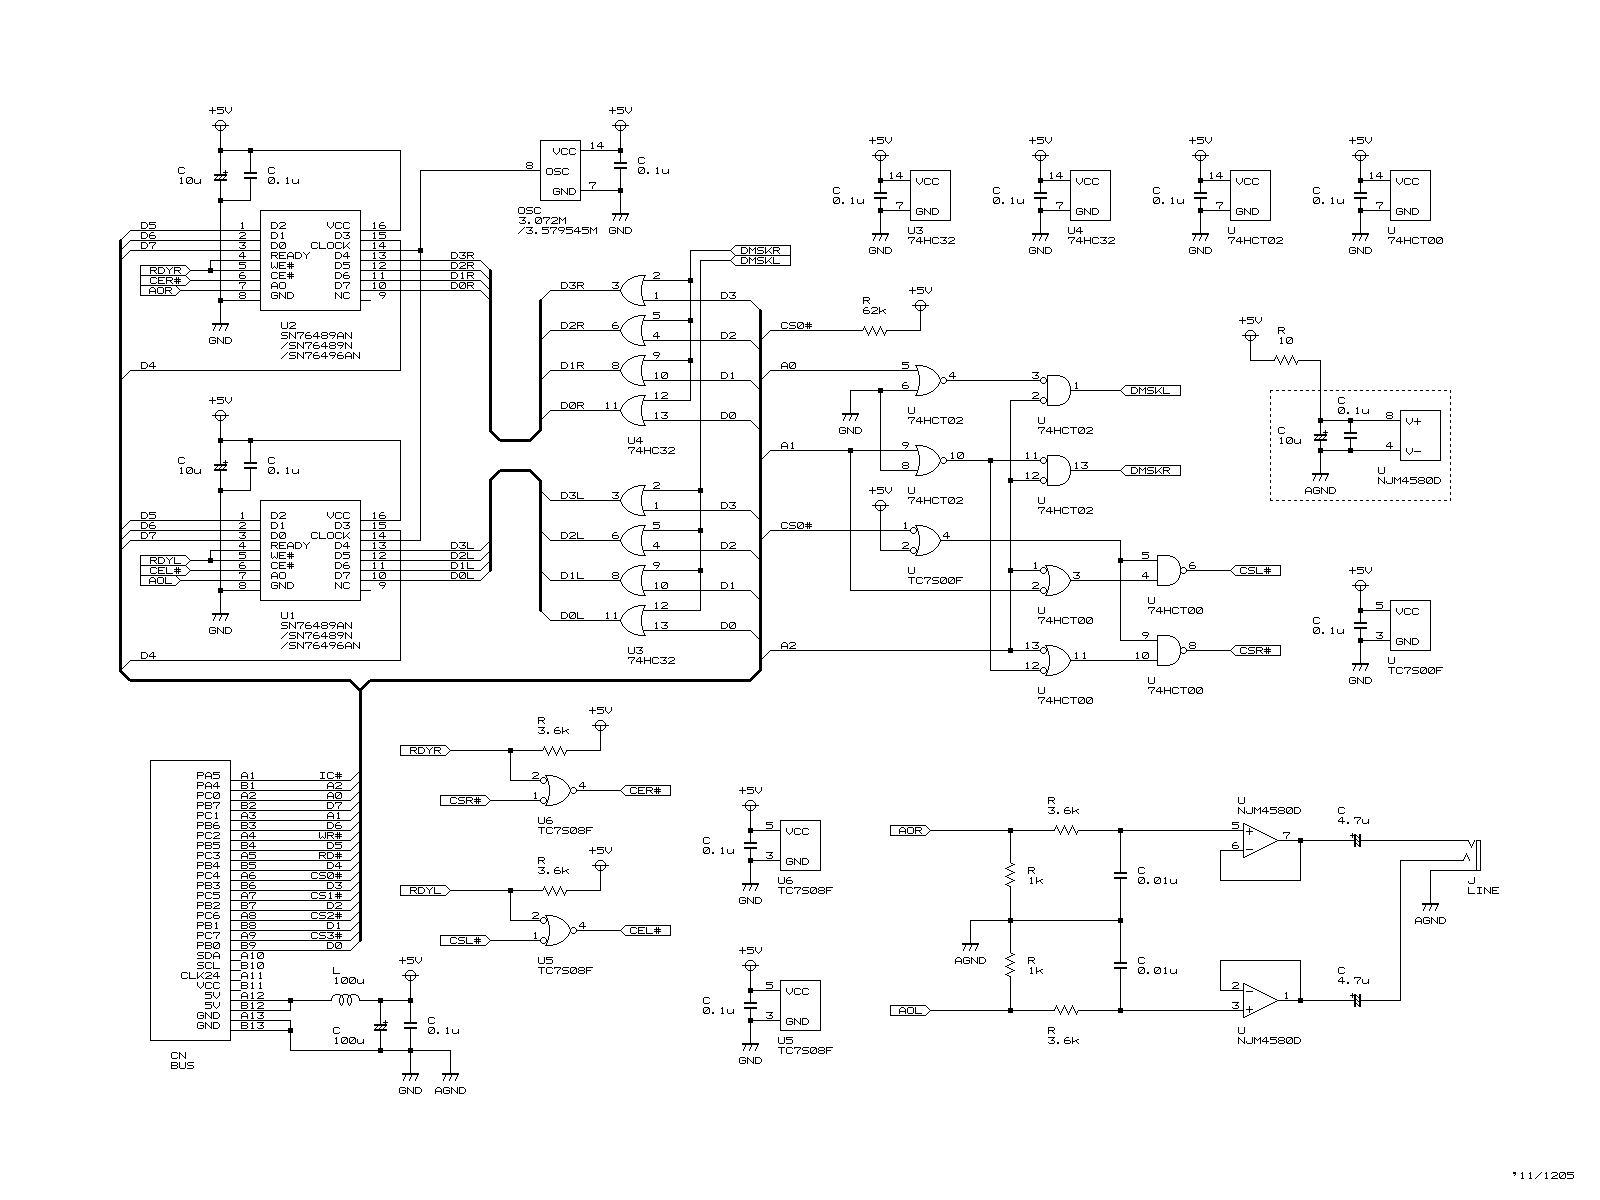 +5V
C
10u
C
0.1u
D5
D6
D7
RDYR
CER#
AOR
1 D2 VCC 16
2 D1 D3 15
3 D0 CLOCK 14
4 READY D4 13 D3R
5 WE# D5 12 D2R
6 CE# D6 11 D1R
7 AO D7 10 D0R
8 GND NC 9
GND
U2
SN76489AN
/SN76489N
/SN76496AN
D4
+5V
C
10u
C
0.1u
D5
D6
D7
RDYL
CEL#
AOL
1 D2 VCC 16
2 D1 D3 15
3 D0 CLOCK 14
4 READY D4 13 D3L
5 WE# D5 12 D2L
6 CE# D6 11 D1L
7 AO D7 10 D0L
8 GND NC 9
GND
U1
SN76489AN
/SN76489N
/SN76496AN
D4
+5V
8 VCC 14
OSC
GND 7
C
0.1u
OSC
3.072M
/3.579545M
GND
DMSKR
DMSKL
D3R 3 2
1 D3
D2R 6 5
4 D2
D1R 8 9
10 D1
D0R 11 12
13 D0
U4
74HC32
D3L 3 2
1 D3
D2L 6 5
4 D2
D1L 8 9
10 D1
D0L 11 12
13 D0
U3
74HC32
+5V
C
0.1u
14 VCC
7 GND
GND
U3
74HC32
+5V
C
0.1u
14 VCC
7 GND
GND
U4
74HC32
+5V
C
0.1u
14 VCC
7 GND
GND
U
74HCT02
+5V
C
0.1u
14 VCC
7 GND
GND
U
74HCT00
CS0#
R
62k
+5V
A0
5
6
4
GND
U
74HCT02
3
2
1
DMSKL
U
74HCT02
A1
9
8
10
U
74HCT02
11
12
13
DMSKR
U
74HCT02
+5V
CS0#
1
2
4
U
TC7S00F
1
2
3
U
74HCT00
5
4
6
CSL#
U
74HCT00
A2
13
12
11
U
74HCT00
9
10
8
CSR#
U
74HCT00
+5V
R
10
C
0.1u
C
10u
8 V+
4 V-
AGND
U
NJM4580D
+5V
C
0.1u
5 VCC
3 GND
GND
U
TC7S00F
PA5 A1 IC#
PA4 B1 A2
PC0 A2 A0
PB7 B2 D7
PC1 A3 A1
PB6 B3 D6
PC2 A4 WR#
PB5 B4 D5
PC3 A5 RD#
PB4 B5 D4
PC4 A6 CS0#
PB3 B6 D3
PC5 A7 CS1#
PB2 B7 D2
PC6 A8 CS2#
PB1 B8 D1
PC7 A9 CS3#
PB0 B9 D0
SDA A10
SCL B10
CLK24 A11
VCC B11
5V A12
5V B12
GND A13
GND B13
CN
BUS
L
100u
+5V
C
100u
C
0.1u
GND
AGND
RDYR
R
3.6k
+5V
CSR#
2
1
4
CER#
U6
TC7S08F
RDYL
R
3.6k
+5V
CSL#
2
1
4
CEL#
U5
TC7S08F
+5V
C
0.1u
5 VCC
3 GND
GND
U6
TC7S08F
+5V
C
0.1u
5 VCC
3 GND
GND
U5
TC7S08F
AOR
R
3.6k
R
1k
C
0.01u
AGND
R
1k
C
0.01u
AOL
R
3.6k
U
NJM4580D
5
6
7
C
4.7u
J
LINE
AGND
2
3
1
C
4.7u
U
NJM4580D
'11/1205